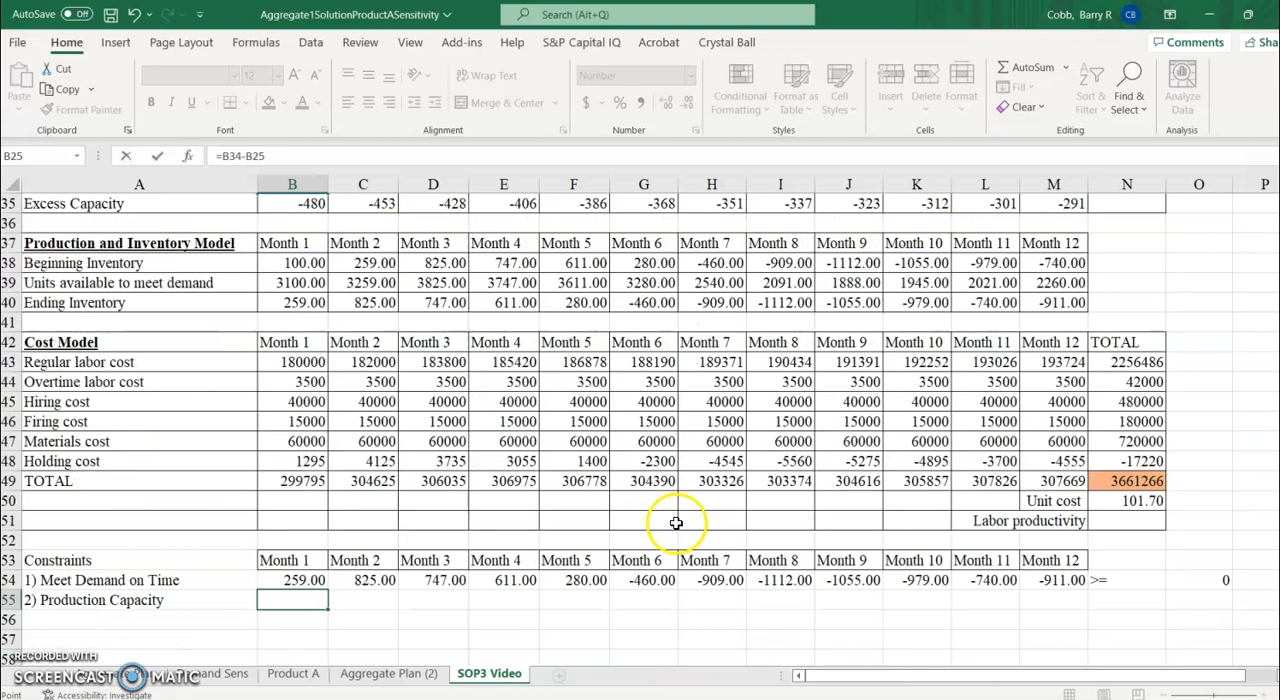 AutoSave Off Aggregate1SolutionProductASensitivity Search (Alt+Q) Cobb, Barry R CB
File Home Insert Page Layout Formulas Data Review View Add-ins Help S&P Capital IQ Acrobat Crystal Ball Comments Sha
Paste Cut Copy Format Painter 12 A A Wrap Text Number Conditional Formatting Format as Table Cell Styles Insert Delete Format AutoSum Fill Clear Sort & Filter Find & Select Analyze Data
B I U A Merge & Center $ % 9
Clipboard Font Alignment Number Styles Cells Editing Analysis
B25 fx =B34-B25
A B C D E F G H I J K L M N O P
35 Excess Capacity -480 -453 -428 -406 -386 -368 -351 -337 -323 -312 -301 -291
36
37 Production and Inventory Model Month 1 Month 2 Month 3 Month 4 Month 5 Month 6 Month 7 Month 8 Month 9 Month 10 Month 11 Month 12
38 Beginning Inventory 100.00 259.00 825.00 747.00 611.00 280.00 -460.00 -909.00 -1112.00 -1055.00 -979.00 -740.00
39 Units available to meet demand 3100.00 3259.00 3825.00 3747.00 3611.00 3280.00 2540.00 2091.00 1888.00 1945.00 2021.00 2260.00
40 Ending Inventory 259.00 825.00 747.00 611.00 280.00 -460.00 -909.00 -1112.00 -1055.00 -979.00 -740.00 -911.00
41
42 Cost Model Month 1 Month 2 Month 3 Month 4 Month 5 Month 6 Month 7 Month 8 Month 9 Month 10 Month 11 Month 12 TOTAL
43 Regular labor cost 180000 182000 183800 185420 186878 188190 189371 190434 191391 192252 193026 193724 2256486
44 Overtime labor cost 3500 3500 3500 3500 3500 3500 3500 3500 3500 3500 3500 3500 42000
45 Hiring cost 40000 40000 40000 40000 40000 40000 40000 40000 40000 40000 40000 40000 480000
46 Firing cost 15000 15000 15000 15000 15000 15000 15000 15000 15000 15000 15000 15000 180000
47 Materials cost 60000 60000 60000 60000 60000 60000 60000 60000 60000 60000 60000 60000 720000
48 Holding cost 1295 4125 3735 3055 1400 -2300 -4545 -5560 -5275 -4895 -3700 -4555 -17220
49 TOTAL 299795 304625 306035 306975 306778 304390 303326 303374 304616 305857 307826 307669 3661266
50 Unit cost 101.70
51 Labor productivity
52
53 Constraints Month 1 Month 2 Month 3 Month 4 Month 5 Month 6 Month 7 Month 8 Month 9 Month 10 Month 11 Month 12
54 1) Meet Demand on Time 259.00 825.00 747.00 611.00 280.00 -460.00 -909.00 -1112.00 -1055.00 -979.00 -740.00 -911.00 >= 0
55 2) Production Capacity
56
57
58
RECORDED WITH
SCREENCAST MATIC
Sens Product A Aggregate Plan (2) SOP3 Video
Point Accessibility: Investigate